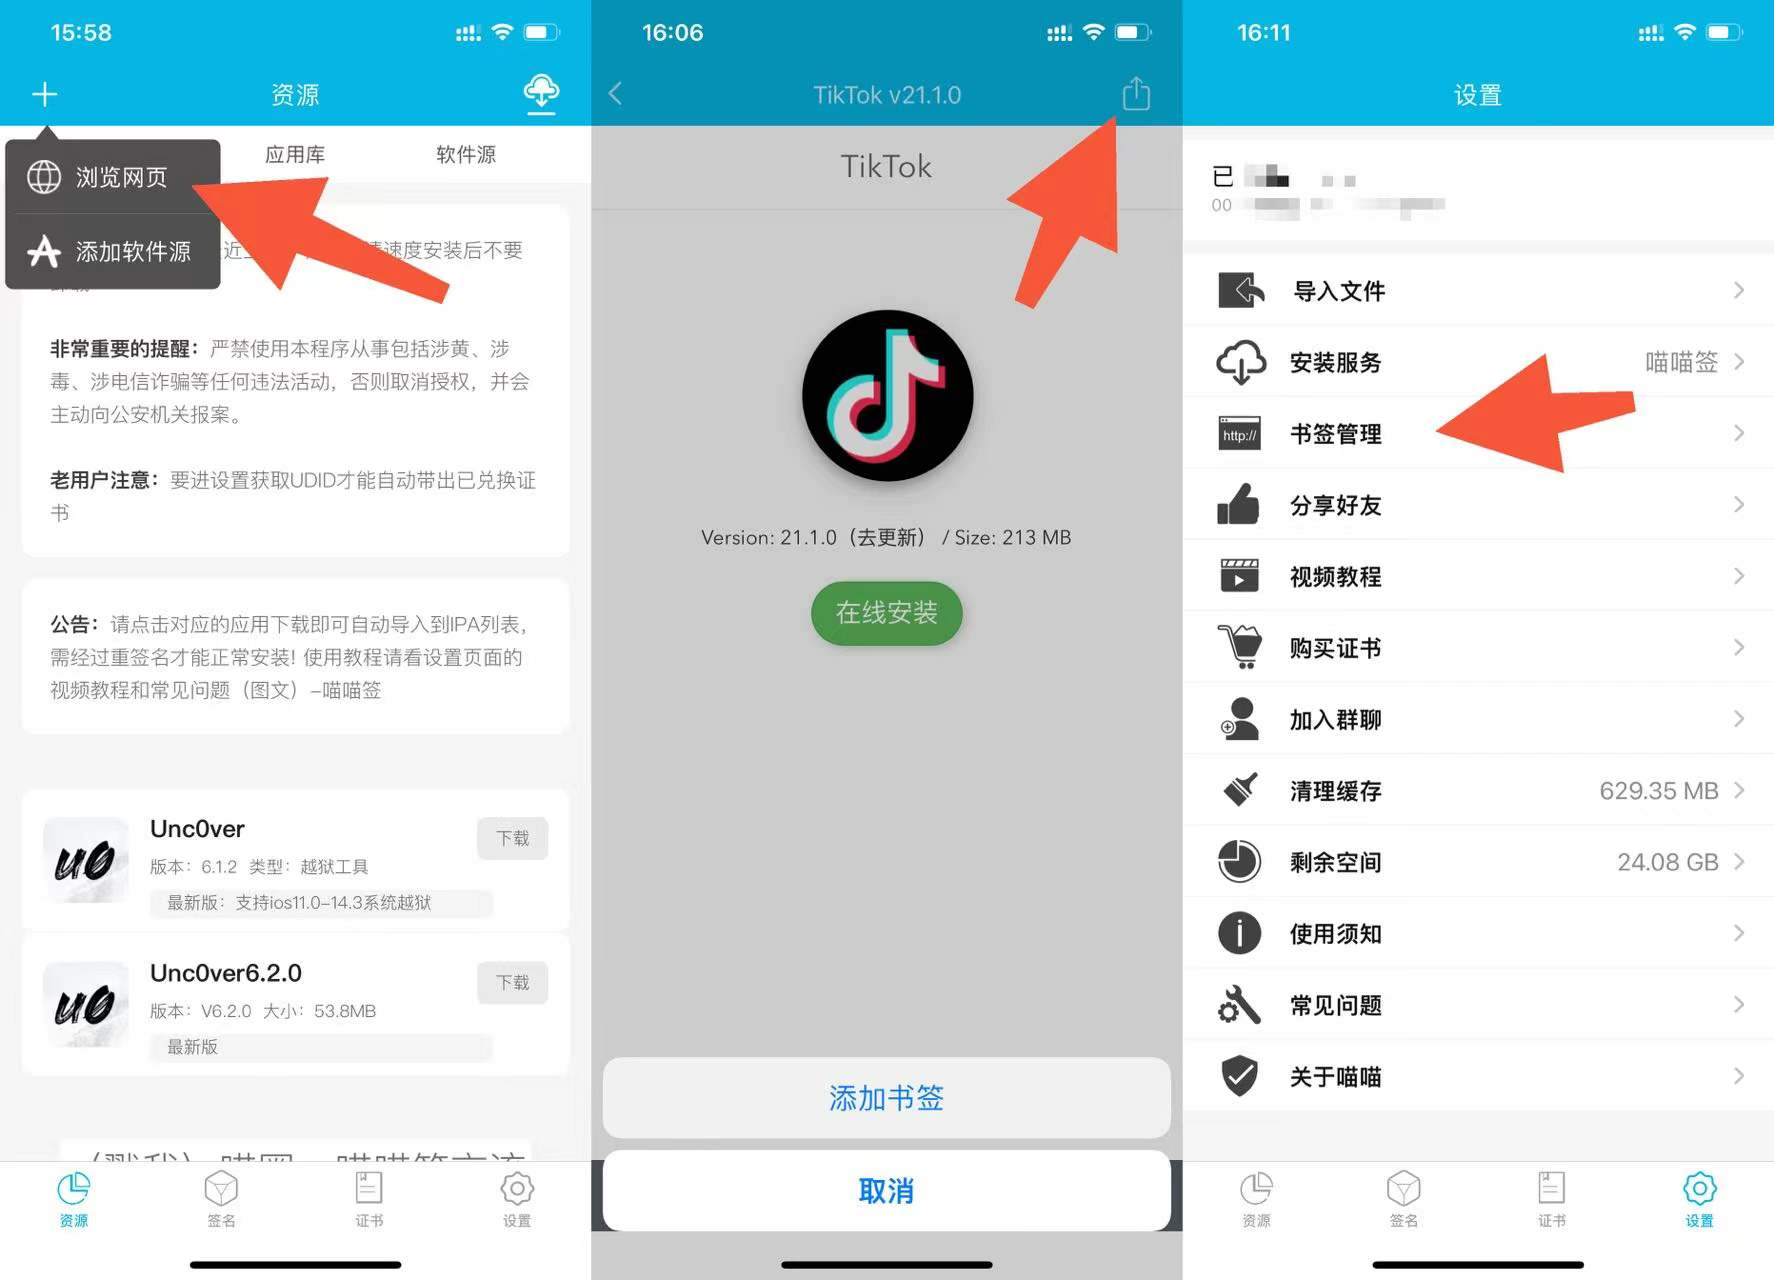 15:58
资源
浏览网页
添加软件源
应用库
软件源
速度安装后不要
非常重要的提醒：严禁使用本程序从事包括涉黄、涉
毒、涉电信诈骗等任何违法活动，否则取消授权，并会
主动向公安机关报案。
老用户注意：要进设置获取UDID才能自动带出已兑换证
书
公告：请点击对应的应用下载即可自动导入到IPA列表，
需经过重签名才能正常安装! 使用教程请看设置页面的
视频教程和常见问题（图文）-喵喵签
Unc0ver
下载
版本：6.1.2 类型：越狱工具
最新版：支持ios11.0-14.3系统越狱
Unc0ver6.2.0
下载
版本：V6.2.0 大小：53.8MB
最新版
资源
签名
证书
设置
16:06
TikTok v21.1.0
TikTok
Version: 21.1.0（去更新） / Size: 213 MB
在线安装
添加书签
取消
16:11
设置
已
00
导入文件
安装服务
喵喵签
http://
书签管理
分享好友
视频教程
购买证书
加入群聊
清理缓存
629.35 MB
剩余空间
24.08 GB
使用须知
常见问题
关于喵喵
资源
签名
证书
设置